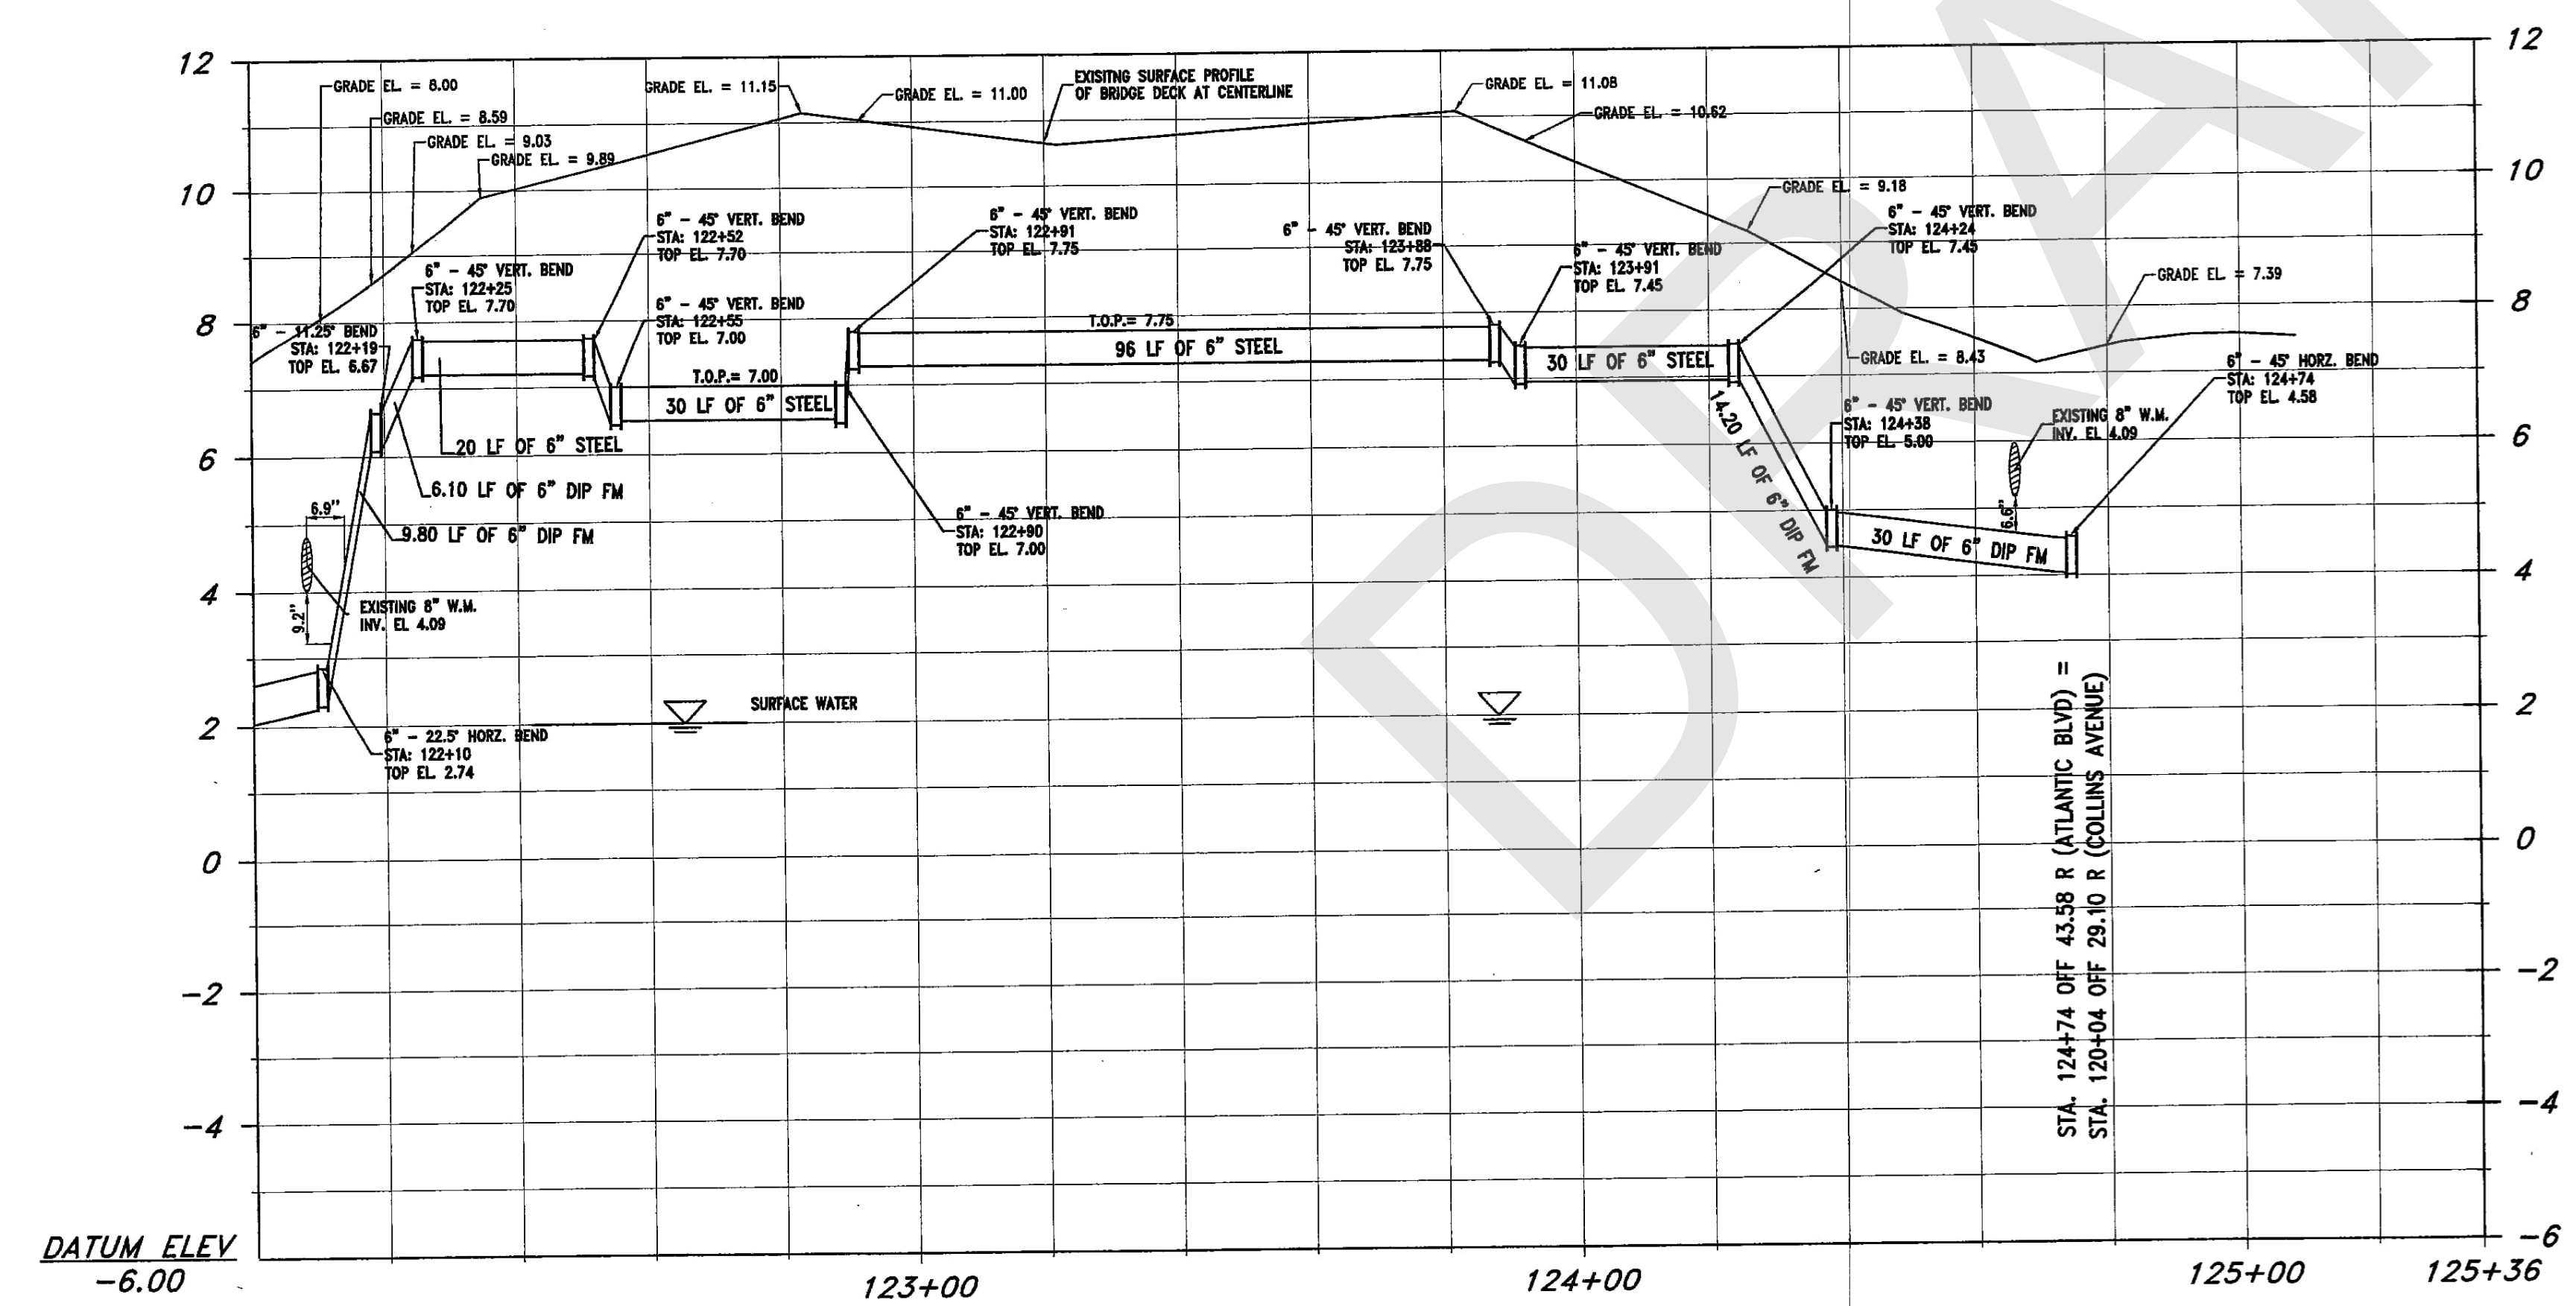 12
10
8
6
4
2
0
-2
-4
DATUM ELEV
-6.00
12
10
8
6
4
2
0
-2
-4
-6
123+00
124+00
125+00
125+36
GRADE EL. = 8.00
GRADE EL. = 8.59
GRADE EL. = 9.03
GRADE EL. = 9.89
GRADE EL. = 11.15
GRADE EL. = 11.00
EXISITNG SURFACE PROFILE
OF BRIDGE DECK AT CENTERLINE
GRADE EL. = 11.08
GRADE EL. = 10.62
GRADE EL. = 9.18
GRADE EL. = 8.43
GRADE EL. = 7.39
6" - 11.25° BEND
STA: 122+19
TOP EL. 6.67
6" - 45° VERT. BEND
STA: 122+25
TOP EL. 7.70
6" - 45° VERT. BEND
STA: 122+52
TOP EL. 7.70
6" - 45° VERT. BEND
STA: 122+55
TOP EL. 7.00
6" - 45° VERT. BEND
STA: 122+91
TOP EL. 7.75
6" - 45° VERT. BEND
STA: 123+88
TOP EL. 7.75
6" - 45° VERT. BEND
STA: 123+91
TOP EL. 7.45
6" - 45° VERT. BEND
STA: 124+24
TOP EL. 7.45
T.O.P.= 7.75
96 LF OF 6" STEEL
30 LF OF 6" STEEL
T.O.P.= 7.00
30 LF OF 6" STEEL
20 LF OF 6" STEEL
6.10 LF OF 6" DIP FM
9.80 LF OF 6" DIP FM
6.9"
9.2"
EXISTING 8" W.M.
INV. EL 4.09
6" - 45° VERT. BEND
STA: 122+90
TOP EL. 7.00
14.20 LF OF 6" DIP FM
6" - 45° VERT. BEND
STA: 124+38
TOP EL. 5.00
EXISTING 8" W.M.
INV. EL 4.09
6.6"
6" - 45° HORZ. BEND
STA: 124+74
TOP EL. 4.58
30 LF OF 6" DIP FM
SURFACE WATER
6" - 22.5° HORZ. BEND
STA: 122+10
TOP EL. 2.74
STA. 124+74 OFF 43.58 R (ATLANTIC BLVD) =
STA. 120+04 OFF 29.10 R (COLLINS AVENUE)